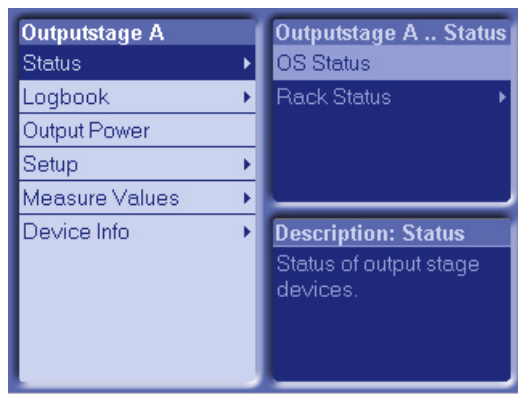 Outputstage A
Status
Logbook
Output Power
Setup
Measure Values
Device Info
Outputstage A .. Status
OS Status
Rack Status
Description: Status
Status of output stage
devices.